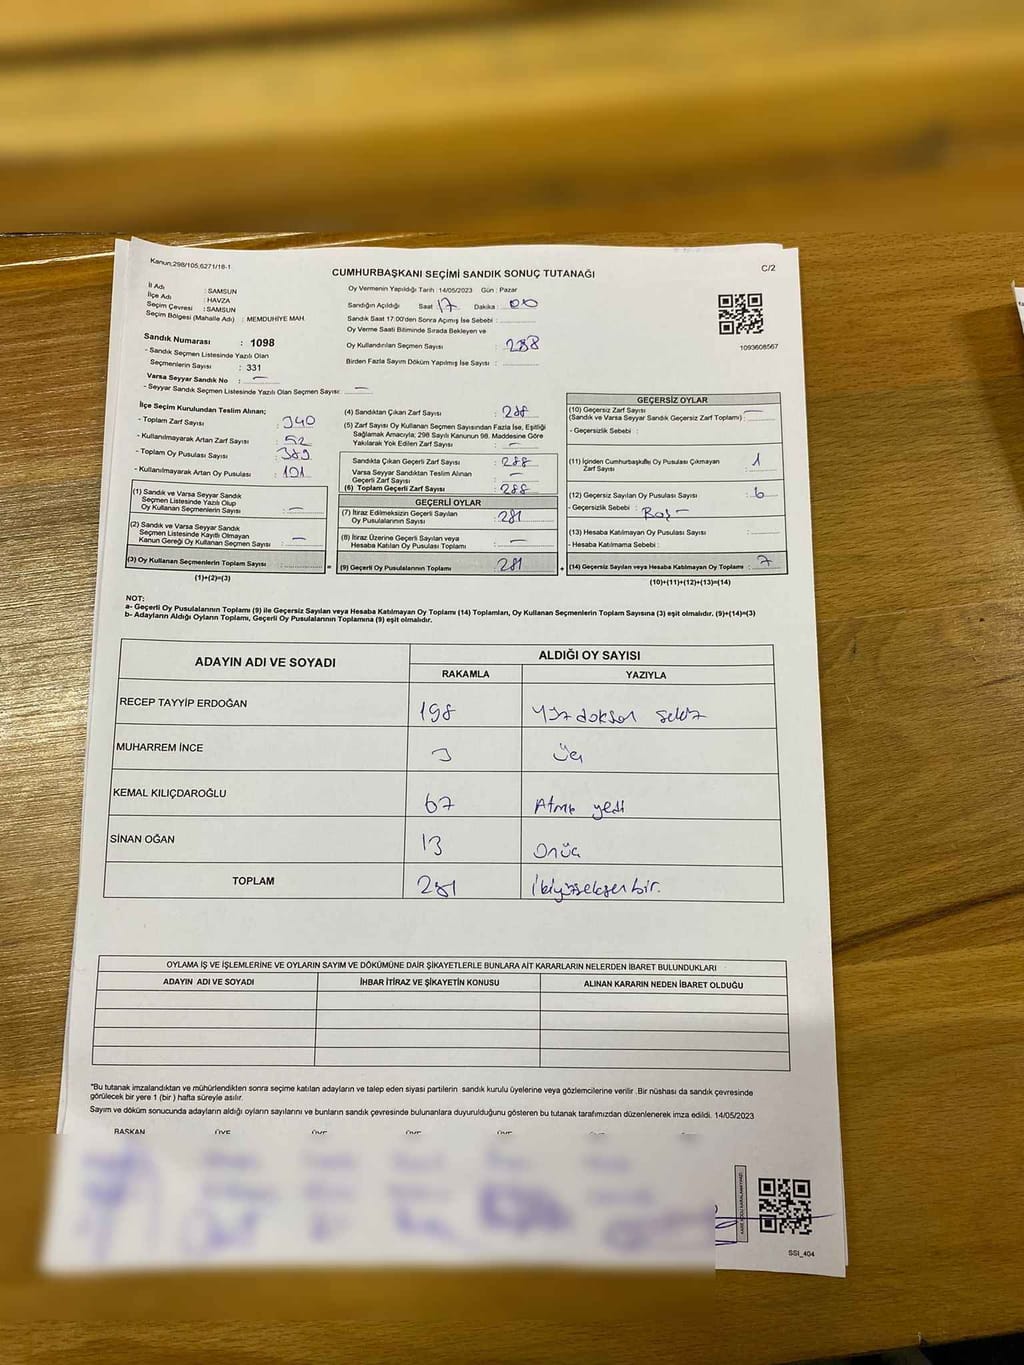 Kanun:298/105,6271/18-1
C/2
CUMHURBAŞKANI SEÇİMİ SANDIK SONUÇ TUTANAĞI
İl Adı : SAMSUN
İlçe Adı : HAVZA
Seçim Çevresi : SAMSUN
Seçim Bölgesi (Mahalle Adı) : MEMDUHİYE MAH.
Oy Vermenin Yapıldığı Tarih : 14/05/2023 Gün : Pazar
Sandığın Açıldığı Saat 17 Dakika : 00
Sandık Saat 17:00'den Sonra Açmış İse Sebebi :
Oy Verme Saati Bitiminde Sırada Bekleyen ve
Oy Kullandırılan Seçmen Sayısı : 288
Birden Fazla Sayım Döküm Yapılmış İse Sayısı :
1093608567
Sandık Numarası : 1098
- Sandık Seçmen Listesinde Yazılı Olan
Seçmenlerin Sayısı : 331
Varsa Seyyar Sandık No : —
- Seyyar Sandık Seçmen Listesinde Yazılı Olan Seçmen Sayısı: —
İlçe Seçim Kurulundan Teslim Alınan;
- Toplam Zarf Sayısı : 340
- Kullanılmayarak Artan Zarf Sayısı : 52
- Toplam Oy Pusulası Sayısı : 389
- Kullanılmayarak Artan Oy Pusulası : 101
(1) Sandık ve Varsa Seyyar Sandık
Seçmen Listesinde Yazılı Olup
Oy Kullanan Seçmenlerin Sayısı : —
(2) Sandık ve Varsa Seyyar Sandık
Seçmen Listesinde Kayıtlı Olmayan
Kanun Gereği Oy Kullanan Seçmen Sayısı : —
(3) Oy Kullanan Seçmenlerin Toplam Sayısı :
(1)+(2)=(3)
(4) Sandıktan Çıkan Zarf Sayısı : 288
(5) Zarf Sayısı Oy Kullanan Seçmen Sayısından Fazla İse, Eşitliği
Sağlamak Amacıyla; 298 Sayılı Kanunun 98. Maddesine Göre
Yakılarak Yok Edilen Zarf Sayısı : —
Sandıkta Çıkan Geçerli Zarf Sayısı : 288
Varsa Seyyar Sandıktan Teslim Alınan
Geçerli Zarf Sayısı : —
(6) Toplam Geçerli Zarf Sayısı : 288
GEÇERLİ OYLAR
(7) İtiraz Edilmeksizin Geçerli Sayılan
Oy Pusulalarının Sayısı : 281
(8) İtiraz Üzerine Geçerli Sayılan veya
Hesaba Katılan Oy Pusulası Toplamı : —
= (9) Geçerli Oy Pusulalarının Toplamı : 281
GEÇERSİZ OYLAR
(10) Geçersiz Zarf Sayısı —
(Sandık ve Varsa Seyyar Sandık Geçersiz Zarf Toplamı) :
- Geçersizlik Sebebi :
(11) İçinden Cumhurbaşkanı Oy Pusulası Çıkmayan
Zarf Sayısı : 1
(12) Geçersiz Sayılan Oy Pusulası Sayısı : 6
- Geçersizlik Sebebi :
(13) Hesaba Katılmayan Oy Pusulası Sayısı :
- Hesaba Katılmama Sebebi :
+ (14) Geçersiz Sayılan veya Hesaba Katılmayan Oy Toplamı : 7
(10)+(11)+(12)+(13)=(14)
NOT:
a- Geçerli Oy Pusulalarının Toplamı (9) ile Geçersiz Sayılan veya Hesaba Katılmayan Oy Toplamı (14) Toplamları, Oy Kullanan Seçmenlerin Toplam Sayısına (3) eşit olmalıdır. (9)+(14)=(3)
b- Adayların Aldığı Oyların Toplamı, Geçerli Oy Pusulalarının Toplamına (9) eşit olmalıdır.
ADAYIN ADI VE SOYADI
ALDIĞI OY SAYISI
RAKAMLA YAZIYLA
RECEP TAYYİP ERDOĞAN 198 Yüzdoksan sekiz
MUHARREM İNCE 3 Üç
KEMAL KILIÇDAROĞLU 67 Atmış yedi
SİNAN OĞAN 13 Onüç
TOPLAM 281 İkiyüzseksenbir.
OYLAMA İŞ VE İŞLEMLERİNE VE OYLARIN SAYIM VE DÖKÜMÜNE DAİR ŞİKAYETLERLE BUNLARA AİT KARARLARIN NELERDEN İBARET BULUNDUKLARI
ADAYIN ADI VE SOYADI İHBAR İTİRAZ VE ŞİKAYETİN KONUSU ALINAN KARARIN NEDEN İBARET OLDUĞU
"Bu tutanak imzalandıktan ve mühürlendikten sonra seçime katılan adayların ve talep eden siyasi partilerin sandık kurulu üyelerine veya gözlemcilerine verilir .Bir nüshası da sandık çevresinde
görülecek bir yere 1 (bir ) hafta süreyle asılır.
Sayım ve döküm sonucunda adayların aldığı oyların sayılarını ve bunların sandık çevresinde bulunanlara duyurulduğunu gösteren bu tutanak tarafımızdan düzenlenerek imza edildi. 14/05/2023
BAŞKAN ÜYE ÜYE ÜYE ÜYE ÜYE ÜYE
SSI_404